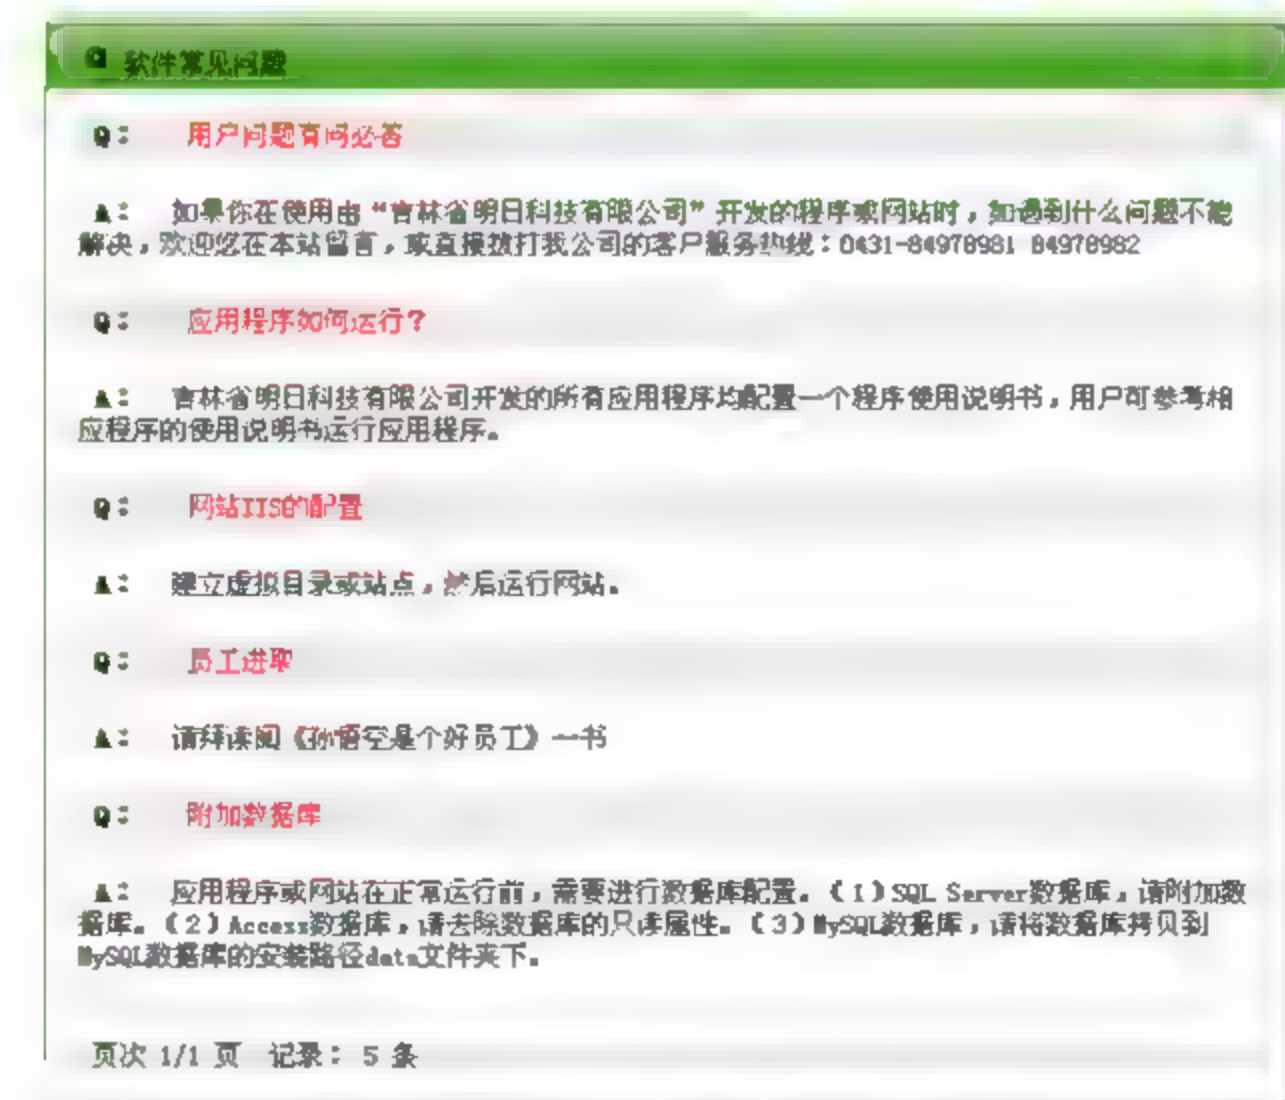 软件常见问题
Q： 用户问题有问必答
A： 如果你在使用由“吉林省明日科技有限公司”开发的程序或网站时，如遇到什么问题不能
解决，欢迎您在本站留言，或直接拨打我公司的客户服务热线：0431-84978981 84978982
Q： 应用程序如何运行？
A： 吉林省明日科技有限公司开发的所有应用程序均配置一个程序使用说明书，用户可参考相
应程序的使用说明书运行应用程序。
Q： 网站IIS的配置
A： 建立虚拟目录或站点，然后运行网站。
Q： 员工进取
A： 请拜读阅《孙悟空是个好员工》一书
Q： 附加数据库
A： 应用程序或网站在正常运行前，需要进行数据库配置。（1）SQL Server数据库，请附加数
据库。（2）Access数据库，请去除数据库的只读属性。（3）MySQL数据库，请将数据库拷贝到
MySQL数据库的安装路径data文件夹下。
页次 1/1 页 记录： 5 条